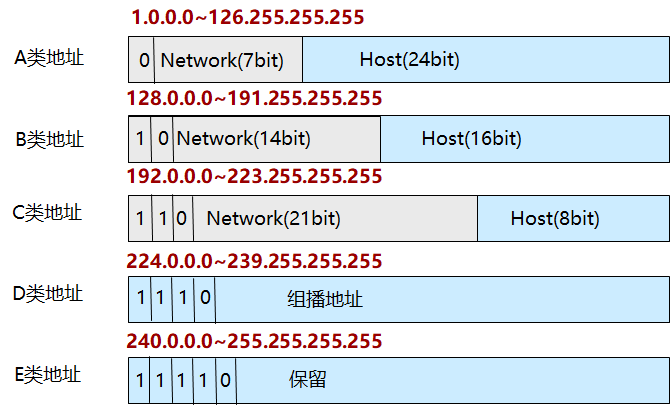 1.0.0.0~126.255.255.255
A类地址 0 Network(7bit) Host(24bit)
128.0.0.0~191.255.255.255
B类地址 1 0 Network(14bit) Host(16bit)
192.0.0.0~223.255.255.255
C类地址 1 1 0 Network(21bit) Host(8bit)
224.0.0.0~239.255.255.255
D类地址 1 1 1 0 组播地址
240.0.0.0~255.255.255.255
E类地址 1 1 1 1 0 保留